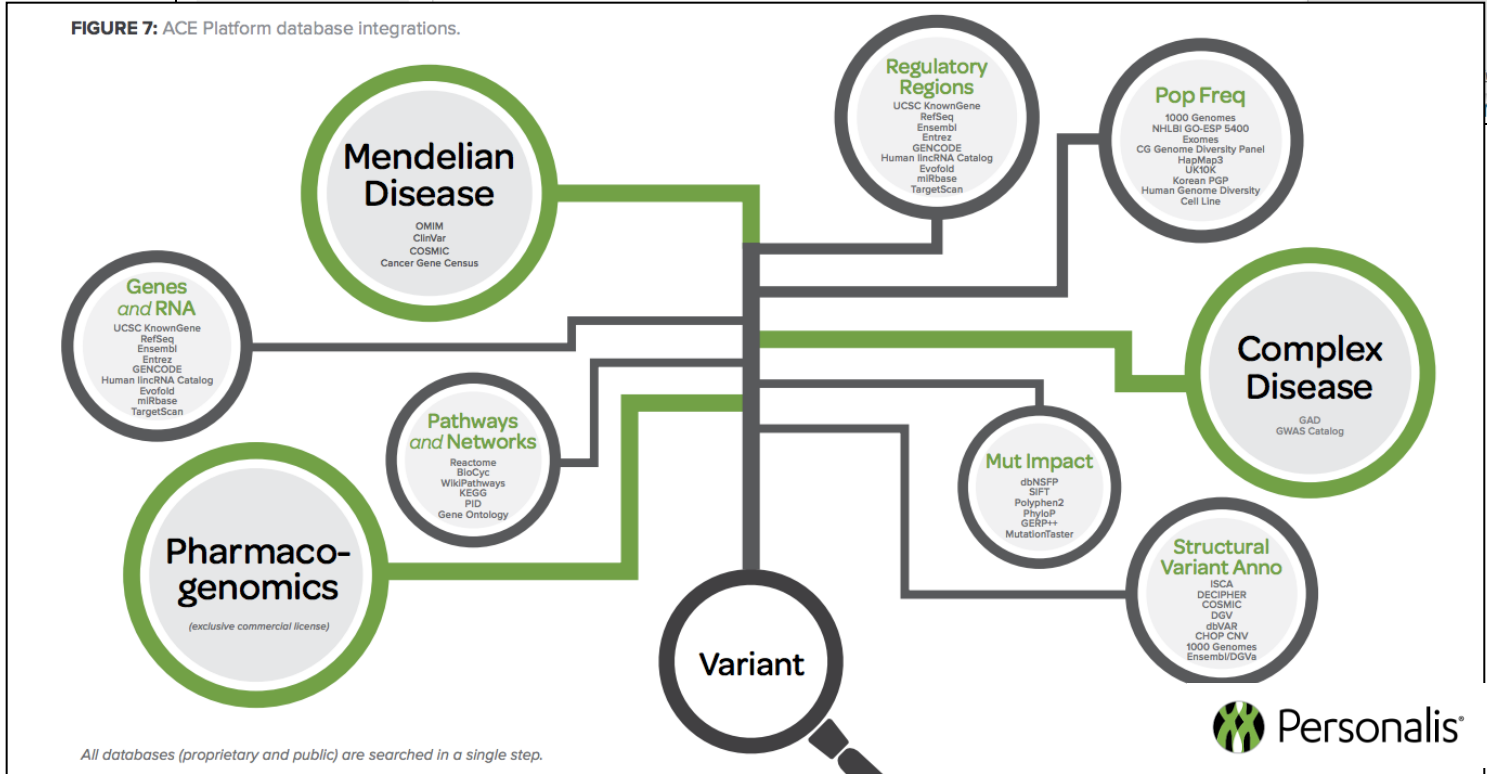 FIGURE 7: ACE Platform database integrations.
Mendelian
Disease
OMIM
ClinVar
COSMIC
Cancer Gene Census
Regulatory
Regions
UCSC KnownGene
RefSeq
Ensembl
Entrez
GENCODE
Human lincRNA Catalog
Evofold
miRbase
TargetScan
Pop Freq
1000 Genomes
NHLBI GO-ESP 5400
Exomes
CG Genome Diversity Panel
HapMap3
UK10K
Korean PGP
Human Genome Diversity
Cell Line
Genes
and RNA
UCSC KnownGene
RefSeq
Ensembl
Entrez
GENCODE
Human lincRNA Catalog
Evofold
miRbase
TargetScan
Complex
Disease
GAD
GWAS Catalog
Pathways
and Networks
Reactome
BioCyc
WikiPathways
KEGG
PID
Gene Ontology
Mut Impact
dbNSFP
SIFT
Polyphen2
PhyloP
GERP++
MutationTaster
Pharmaco-
genomics
(exclusive commercial license)
Structural
Variant Anno
ISCA
DECIPHER
COSMIC
DGV
dbVAR
CHOP CNV
1000 Genomes
Ensembl/DGVa
Variant
Personalis®
All databases (proprietary and public) are searched in a single step.